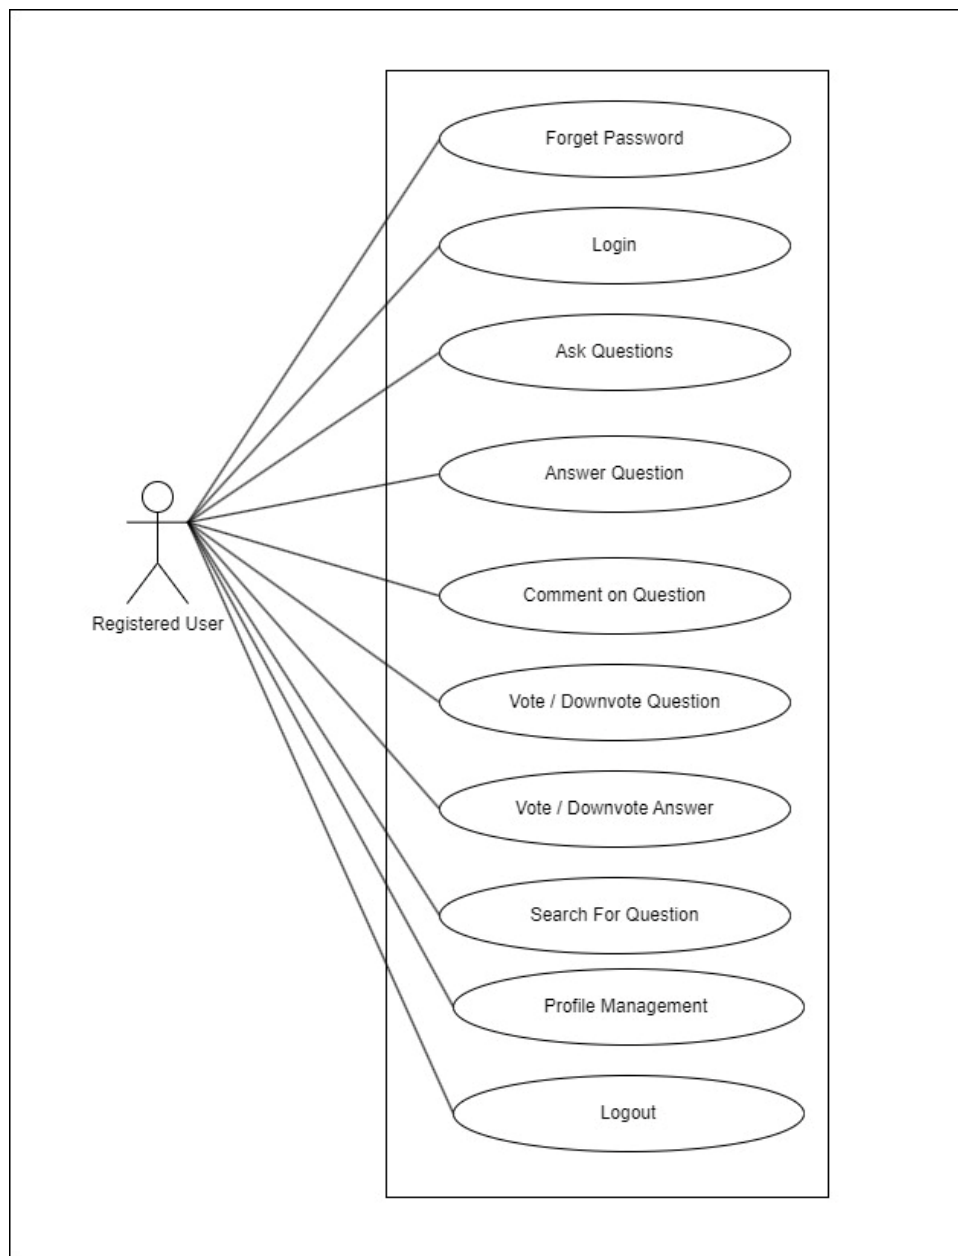 Forget Password
Login
Ask Questions
Answer Question
Registered User
Comment on Question
Vote / Downvote Question
Vote / Downvote Answer
Search For Question
Profile Management
Logout